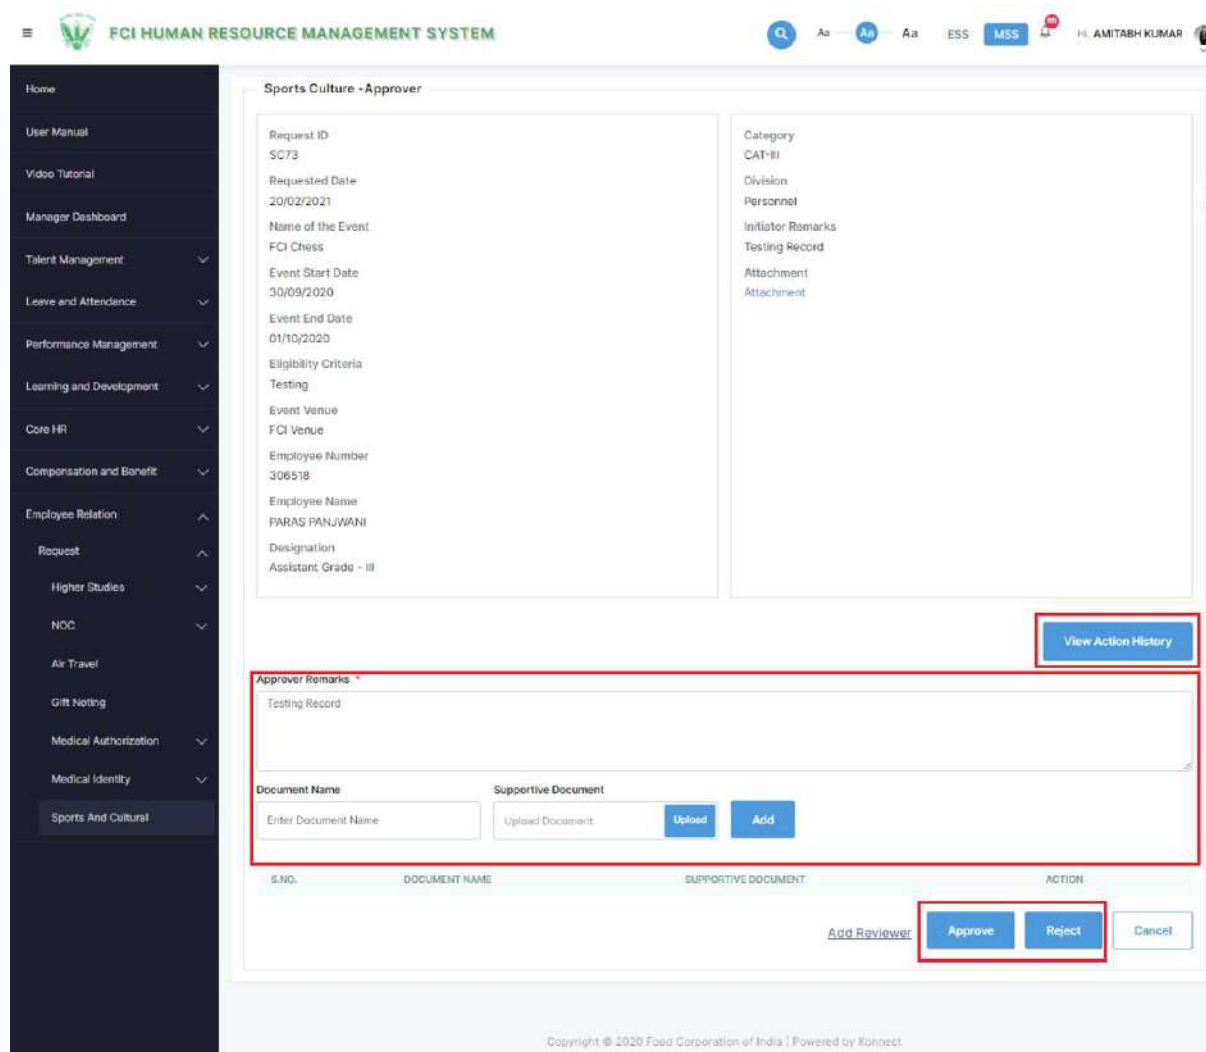 FCI HUMAN RESOURCE MANAGEMENT SYSTEM
Aa Aa Aa ESS MSS Hi, AMITABH KUMAR
Home
User Manual
Video Tutorial
Manager Dashboard
Talent Management
Leave and Attendance
Performance Management
Learning and Development
Core HR
Compensation and Benefit
Employee Relation
Request
Higher Studies
NOC
Air Travel
Gift Noting
Medical Authorization
Medical Identity
Sports And Cultural
Sports Culture -Approver
Request ID
SC73
Requested Date
20/02/2021
Name of the Event
FCI Chess
Event Start Date
30/09/2020
Event End Date
01/10/2020
Eligibility Criteria
Testing
Event Venue
FCI Venue
Employee Number
306518
Employee Name
PARAS PANJWANI
Designation
Assistant Grade - III
Category
CAT-III
Division
Personnel
Initiator Remarks
Testing Record
Attachment
Attachment
View Action History
Approver Remarks *
Testing Record
Document Name Supportive Document
Enter Document Name Upload Document Upload Add
S.NO. DOCUMENT NAME SUPPORTIVE DOCUMENT ACTION
Add Reviewer Approve Reject Cancel
Copyright © 2020 Food Corporation of India | Powered by Konnect